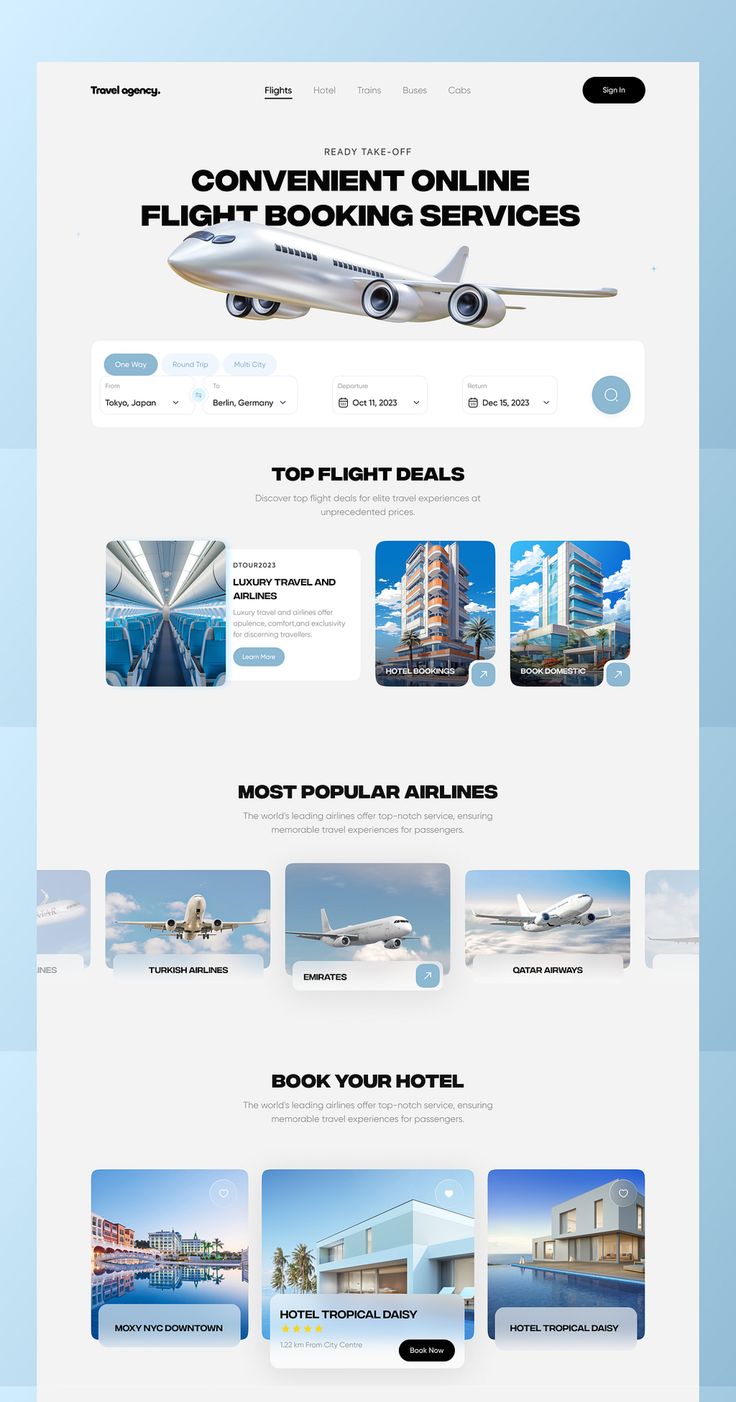 Travel agency.
Flights
Hotel
Trains
Buses
Cabs
Sign In
READY TAKE-OFF
CONVENIENT ONLINE
FLIGHT BOOKING SERVICES
One Way
Round Trip
Multi City
From
Tokyo, Japan
To
Berlin, Germany
Departure
Oct 11, 2023
Return
Dec 15, 2023
TOP FLIGHT DEALS
Discover top flight deals for elite travel experiences at
unprecedented prices.
DTOUR2023
LUXURY TRAVEL AND
AIRLINES
Luxury travel and airlines offer
opulence, comfort,and exclusivity
for discerning travellers.
Learn More
HOTEL BOOKINGS
BOOK DOMESTIC
MOST POPULAR AIRLINES
The world's leading airlines offer top-notch service, ensuring
memorable travel experiences for passengers.
INES
TURKISH AIRLINES
EMIRATES
QATAR AIRWAYS
BOOK YOUR HOTEL
The world's leading airlines offer top-notch service, ensuring
memorable travel experiences for passengers.
MOXY NYC DOWNTOWN
HOTEL TROPICAL DAISY
1.22 km From City Centre
Book Now
HOTEL TROPICAL DAISY